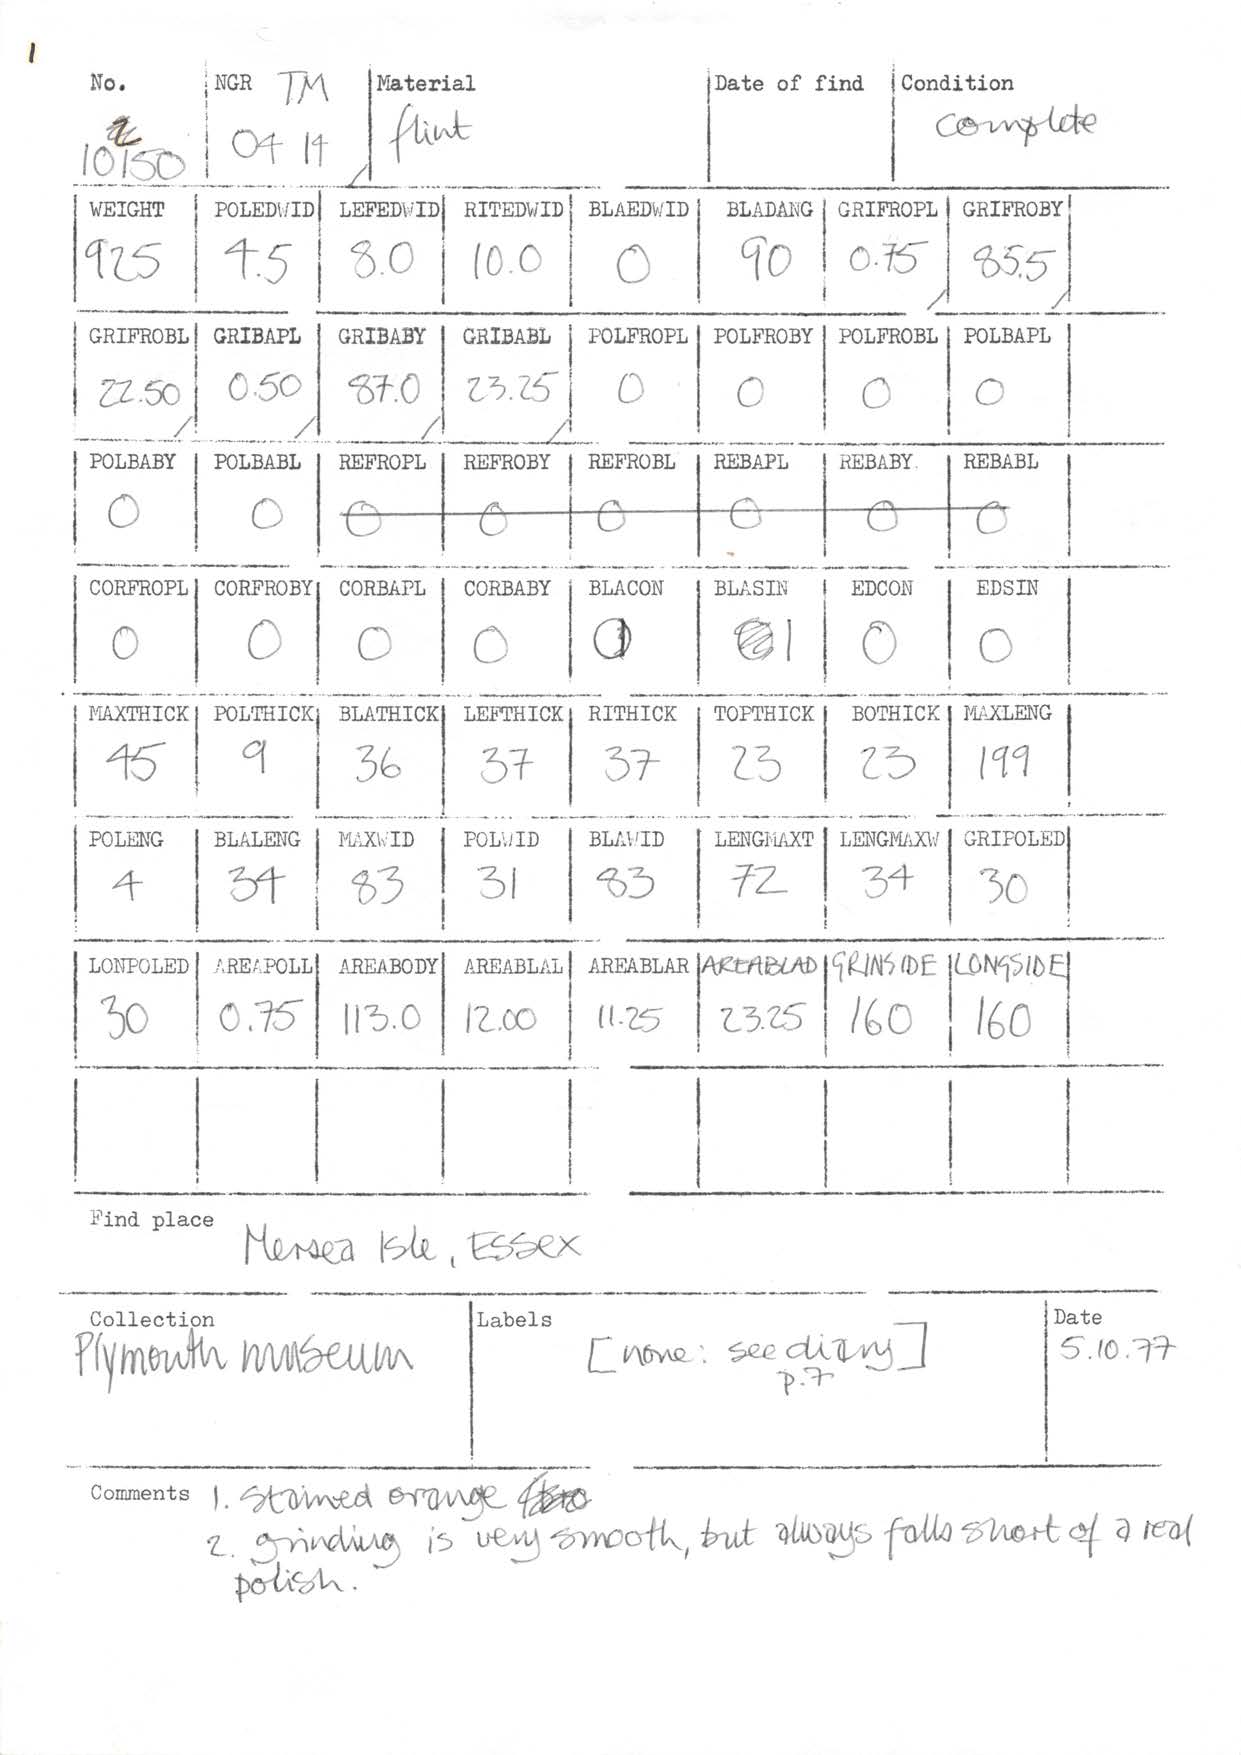 1
No. NGR TM Material Date of find Condition
10150 04 14 flint complete
WEIGHT POLEDWID LEFEDWID RITEDWID BLAEDWID BLADANG GRIFROPL GRIFROBY
925 4.5 8.0 10.0 0 90 0.75 85.5
GRIFROBL GRIBAPL GRIBABY GRIBABL POLFROPL POLFROBY POLFROBL POLBAPL
22.50 0.50 87.0 23.25 0 0 0 0
POLBABY POLBABL REFROPL REFROBY REFROBL REBAPL REBABY REBABL
0 0 0 0 0 0 0 0
CORFROPL CORFROBY CORBAPL CORBABY BLACON BLASIN EDCON EDSIN
0 0 0 0 0 1 0 0
MAXTHICK POLTHICK BLATHICK LEFTHICK RITHICK TOPTHICK BOTHICK MAXLENG
45 9 36 37 37 23 23 199
POLENG BLALENG MAXWID POLWID BLAWID LENGMAXT LENGMAXW GRIPOLED
4 34 83 31 83 72 34 30
LONPOLED AREAPOLL AREABODY AREABLAL AREABLAR AREABLAD GRINSIDE LONGSIDE
30 0.75 113.0 12.00 11.25 23.25 160 160
Find place
Mersea Isle, Essex
Collection Labels Date
Plymouth museum [none: see diary] 5.10.77
p.7
Comments 1. Stained orange
2. grinding is very smooth, but always falls short of a real
polish.